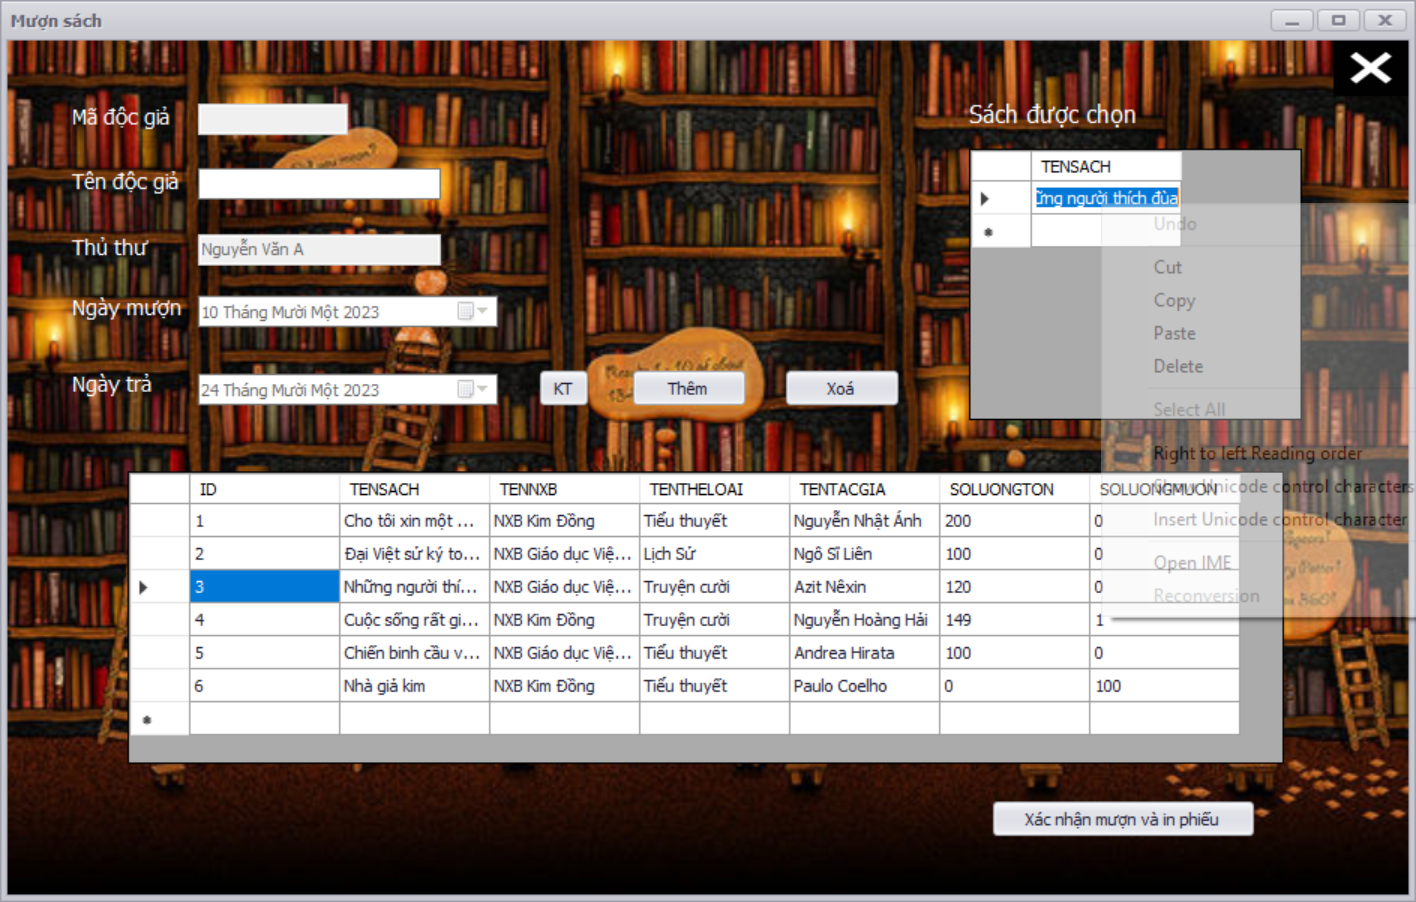 Mượn sách
Mã độc giả
Sách được chọn
TENSACH
ững người thích đùa
Tên độc giả
Thủ thư
Nguyễn Văn A
Ngày mượn
10 Tháng Mười Một 2023
Ngày trả
24 Tháng Mười Một 2023
KT
Thêm
Xoá
Undo
Cut
Copy
Paste
Delete
Select All
Right to left Reading order
Show Unicode control characters
Insert Unicode control character
Open IME
Reconversion
ID TENSACH TENNXB TENTHELOAI TENTACGIA SOLUONGTON SOLUONGMUON
1 Cho tôi xin một ... NXB Kim Đồng Tiểu thuyết Nguyễn Nhật Ánh 200 0
2 Đại Việt sử ký to... NXB Giáo dục Việ... Lịch Sử Ngô Sĩ Liên 100 0
3 Những người thí... NXB Giáo dục Việ... Truyện cười Azit Nêxin 120 0
4 Cuộc sống rất gi... NXB Kim Đồng Truyện cười Nguyễn Hoàng Hải 149 1
5 Chiến binh cầu v... NXB Giáo dục Việ... Tiểu thuyết Andrea Hirata 100 0
6 Nhà giả kim NXB Kim Đồng Tiểu thuyết Paulo Coelho 0 100
Xác nhận mượn và in phiếu